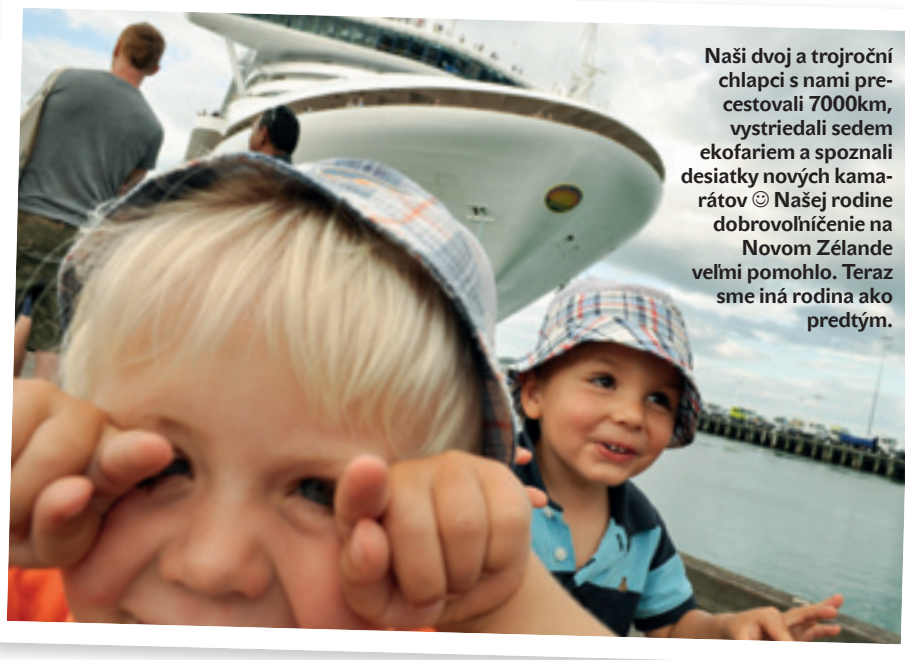 Naši dvoj a trojroční
chlapci s nami pre-
cestovali 7000km,
vystriedali sedem
ekofariem a spoznali
desiatky nových kama-
rátov ☺ Našej rodine
dobrovoľníčenie na
Novom Zélande
veľmi pomohlo. Teraz
sme iná rodina ako
predtým.